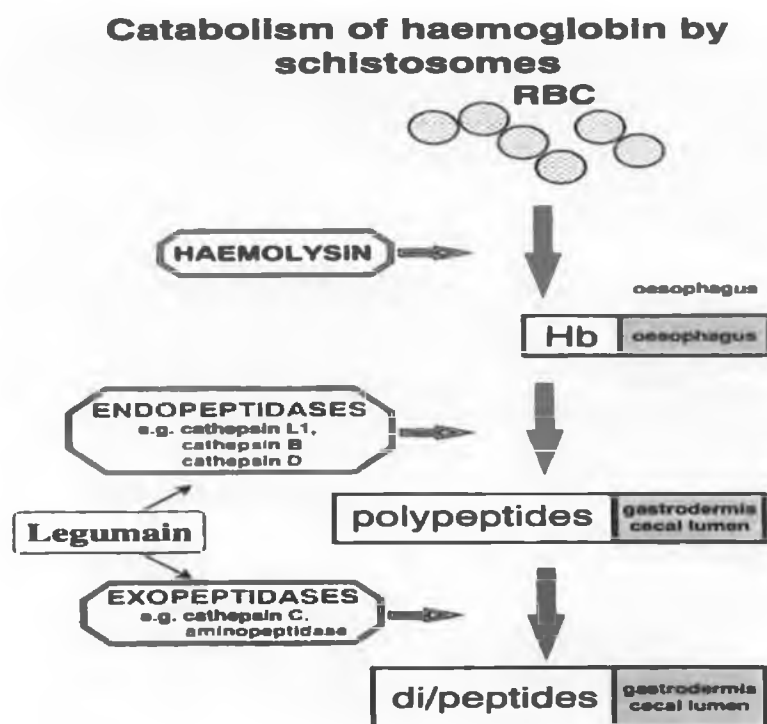 Catabolism of haemoglobin by
schistosomes
RBC
HAEMOLYSIN
oesophagus
Hb
oesophagus
ENDOPEPTIDASES
e.g. cathepsin L1,
cathepsin B
cathepsin D
Legumain
polypeptides
gastrodermis
cecal lumen
EXOPEPTIDASES
e.g. cathepsin C,
aminopeptidase
di/peptides
gastrodermis
cecal lumen